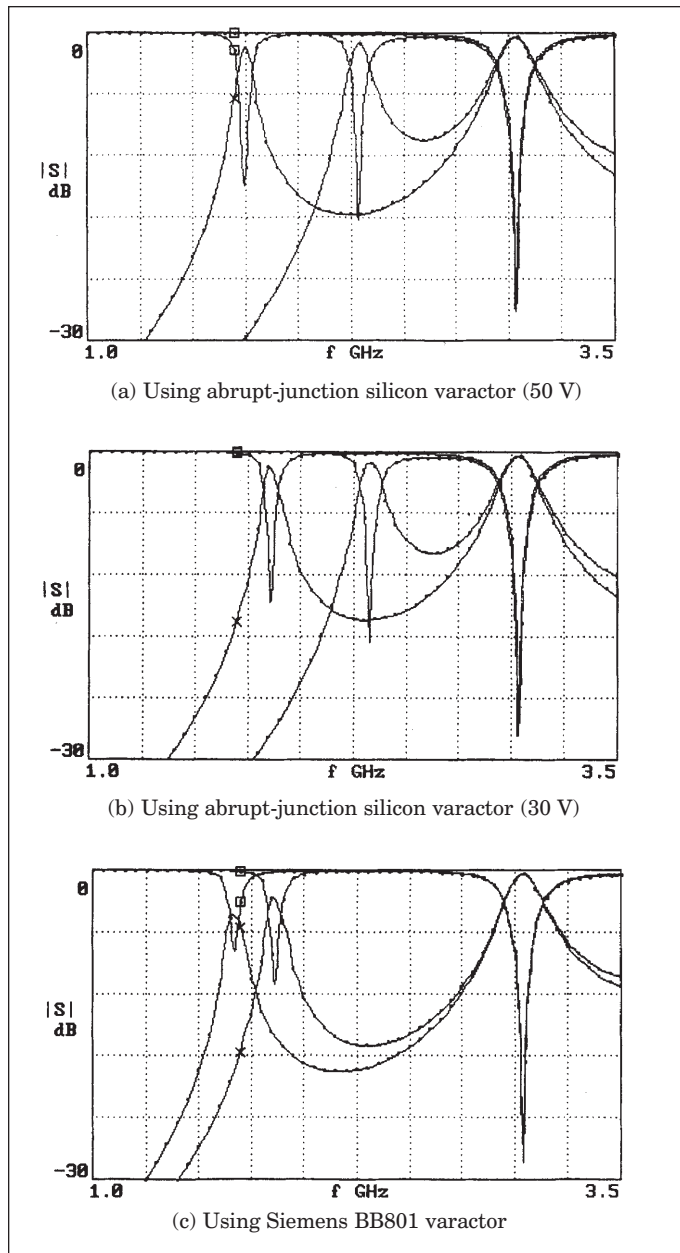 0
|S|
dB
-30
1.0 f GHz 3.5
(a) Using abrupt-junction silicon varactor (50 V)
0
|S|
dB
-30
1.0 f GHz 3.5
(b) Using abrupt-junction silicon varactor (30 V)
0
|S|
dB
-30
1.0 f GHz 3.5
(c) Using Siemens BB801 varactor